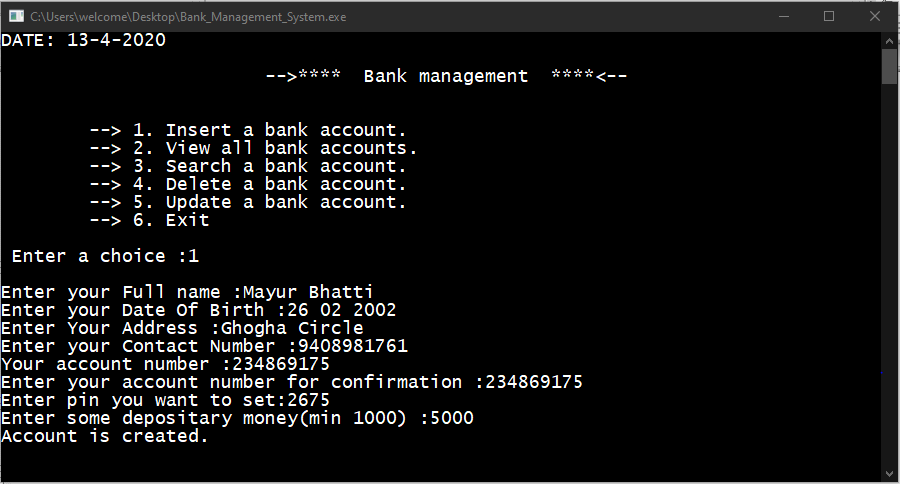 C:\Users\welcome\Desktop\Bank_Management_System.exe
DATE: 13-4-2020
-->**** Bank management ****<--
--> 1. Insert a bank account.
--> 2. View all bank accounts.
--> 3. Search a bank account.
--> 4. Delete a bank account.
--> 5. Update a bank account.
--> 6. Exit
Enter a choice :1
Enter your Full name :Mayur Bhatti
Enter your Date Of Birth :26 02 2002
Enter Your Address :Ghogha Circle
Enter your Contact Number :9408981761
Your account number :234869175
Enter your account number for confirmation :234869175
Enter pin you want to set:2675
Enter some depositary money(min 1000) :5000
Account is created.